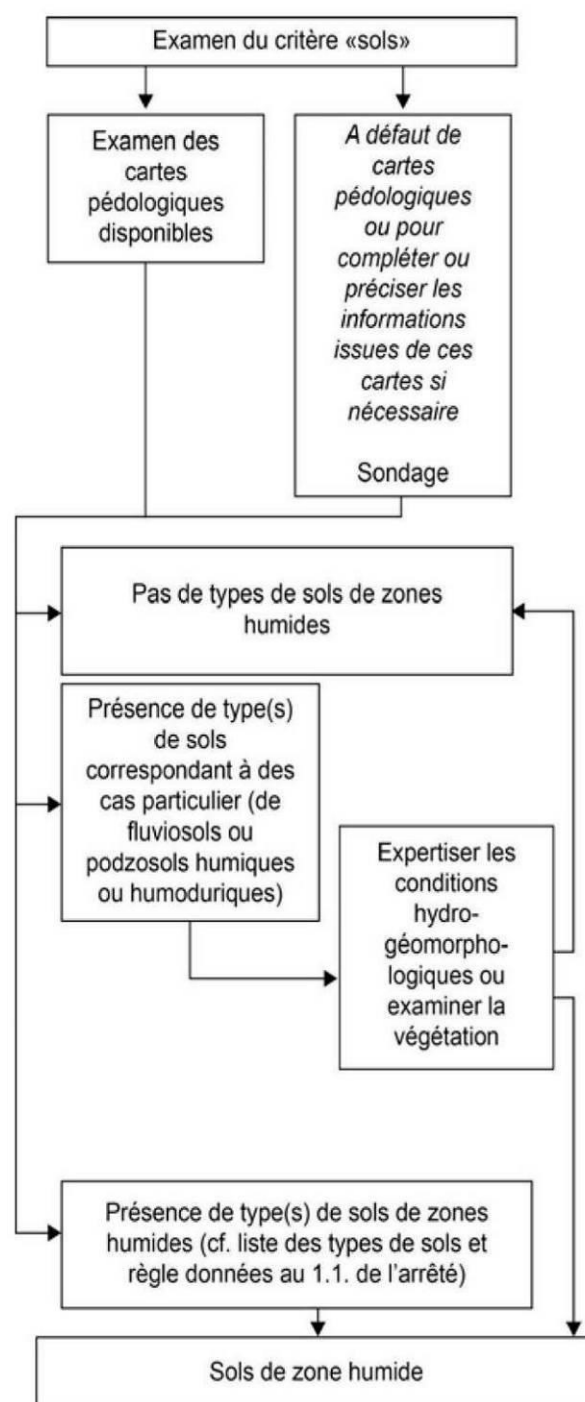 Examen du critère «sols»
Examen des
cartes
pédologiques
disponibles
A défaut de
cartes
pédologiques
ou pour
compléter ou
préciser les
informations
issues de ces
cartes si
nécessaire
Sondage
Pas de types de sols de zones
humides
Présence de type(s)
de sols
correspondant à des
cas particulier (de
fluviosols ou
podzosols humiques
ou humoduriques)
Expertiser les
conditions
hydro-
géomorpho-
logiques ou
examiner la
végétation
Présence de type(s) de sols de zones
humides (cf. liste des types de sols et
règle données au 1.1. de l'arrêté)
Sols de zone humide